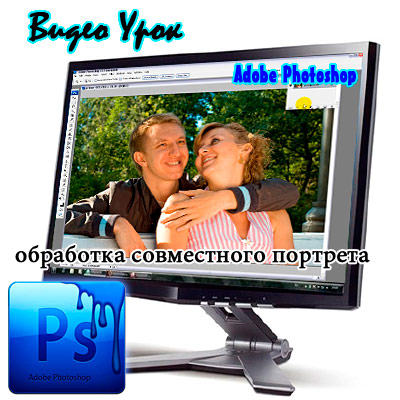 Видео Урок
Adobe Photoshop
обработка совместного портрета
Ps
Adobe Photoshop